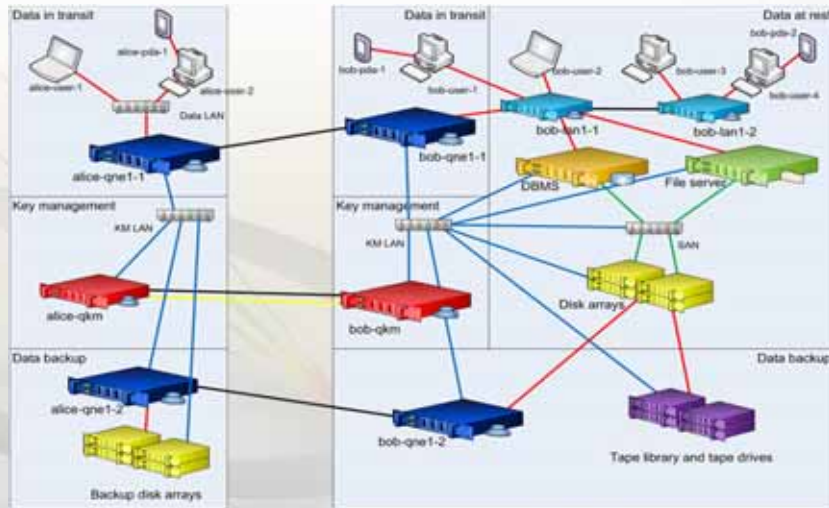 Data in transit
Data in transit
Data at rest
alice-pda-1
alice-user-1
alice-user-2
Data LAN
alice-qne1-1
bob-pda-1
bob-user-1
bob-user-2
bob-user-3
bob-pda-2
bob-user-4
bob-lan1-1
bob-lan1-2
bob-qne1-1
DBMS
File server
Key management
Key management
KM LAN
KM LAN
SAN
alice-qkm
bob-qkm
Disk arrays
Data backup
Data backup
alice-qne1-2
bob-qne1-2
Backup disk arrays
Tape library and tape drives